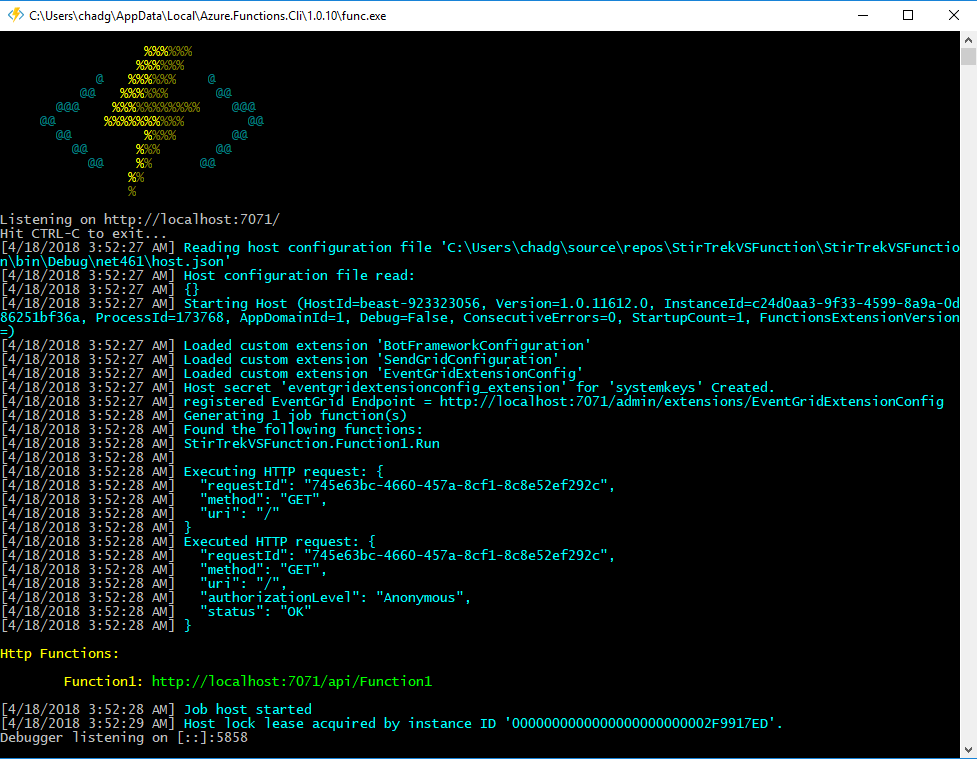 C:\Users\chadg\AppData\Local\Azure.Functions.Cli\1.0.10\func.exe
%%%%%%
%%%%%%
@ %%%%%% @
@@ %%%%%% @@
@@@ %%%%%%%%%%% @@@
@@ %%%%%%%%%% @@
@@ %%%% @@
@@ %%% @@
@@ %% @@
%%
%
Listening on http://localhost:7071/
Hit CTRL-C to exit...
[4/18/2018 3:52:27 AM] Reading host configuration file 'C:\Users\chadg\source\repos\StirTrekVSFunction\StirTrekVSFunctio
n\bin\Debug\net461\host.json'
[4/18/2018 3:52:27 AM] Host configuration file read:
[4/18/2018 3:52:27 AM] {}
[4/18/2018 3:52:27 AM] Starting Host (HostId=beast-923323056, Version=1.0.11612.0, InstanceId=c24d0aa3-9f33-4599-8a9a-0d
86251bf36a, ProcessId=173768, AppDomainId=1, Debug=False, ConsecutiveErrors=0, StartupCount=1, FunctionsExtensionVersion
=)
[4/18/2018 3:52:27 AM] Loaded custom extension 'BotFrameworkConfiguration'
[4/18/2018 3:52:27 AM] Loaded custom extension 'SendGridConfiguration'
[4/18/2018 3:52:27 AM] Loaded custom extension 'EventGridExtensionConfig'
[4/18/2018 3:52:27 AM] Host secret 'eventgridextensionconfig_extension' for 'systemkeys' Created.
[4/18/2018 3:52:27 AM] registered EventGrid Endpoint = http://localhost:7071/admin/extensions/EventGridExtensionConfig
[4/18/2018 3:52:28 AM] Generating 1 job function(s)
[4/18/2018 3:52:28 AM] Found the following functions:
[4/18/2018 3:52:28 AM] StirTrekVSFunction.Function1.Run
[4/18/2018 3:52:28 AM]
[4/18/2018 3:52:28 AM] Executing HTTP request: {
[4/18/2018 3:52:28 AM]   "requestId": "745e63bc-4660-457a-8cf1-8c8e52ef292c",
[4/18/2018 3:52:28 AM]   "method": "GET",
[4/18/2018 3:52:28 AM]   "uri": "/"
[4/18/2018 3:52:28 AM] }
[4/18/2018 3:52:28 AM] Executed HTTP request: {
[4/18/2018 3:52:28 AM]   "requestId": "745e63bc-4660-457a-8cf1-8c8e52ef292c",
[4/18/2018 3:52:28 AM]   "method": "GET",
[4/18/2018 3:52:28 AM]   "uri": "/",
[4/18/2018 3:52:28 AM]   "authorizationLevel": "Anonymous",
[4/18/2018 3:52:28 AM]   "status": "OK"
[4/18/2018 3:52:28 AM] }
Http Functions:
Function1: http://localhost:7071/api/Function1
[4/18/2018 3:52:28 AM] Job host started
[4/18/2018 3:52:29 AM] Host lock lease acquired by instance ID '0000000000000000000000002F9917ED'.
Debugger listening on [::]:5858